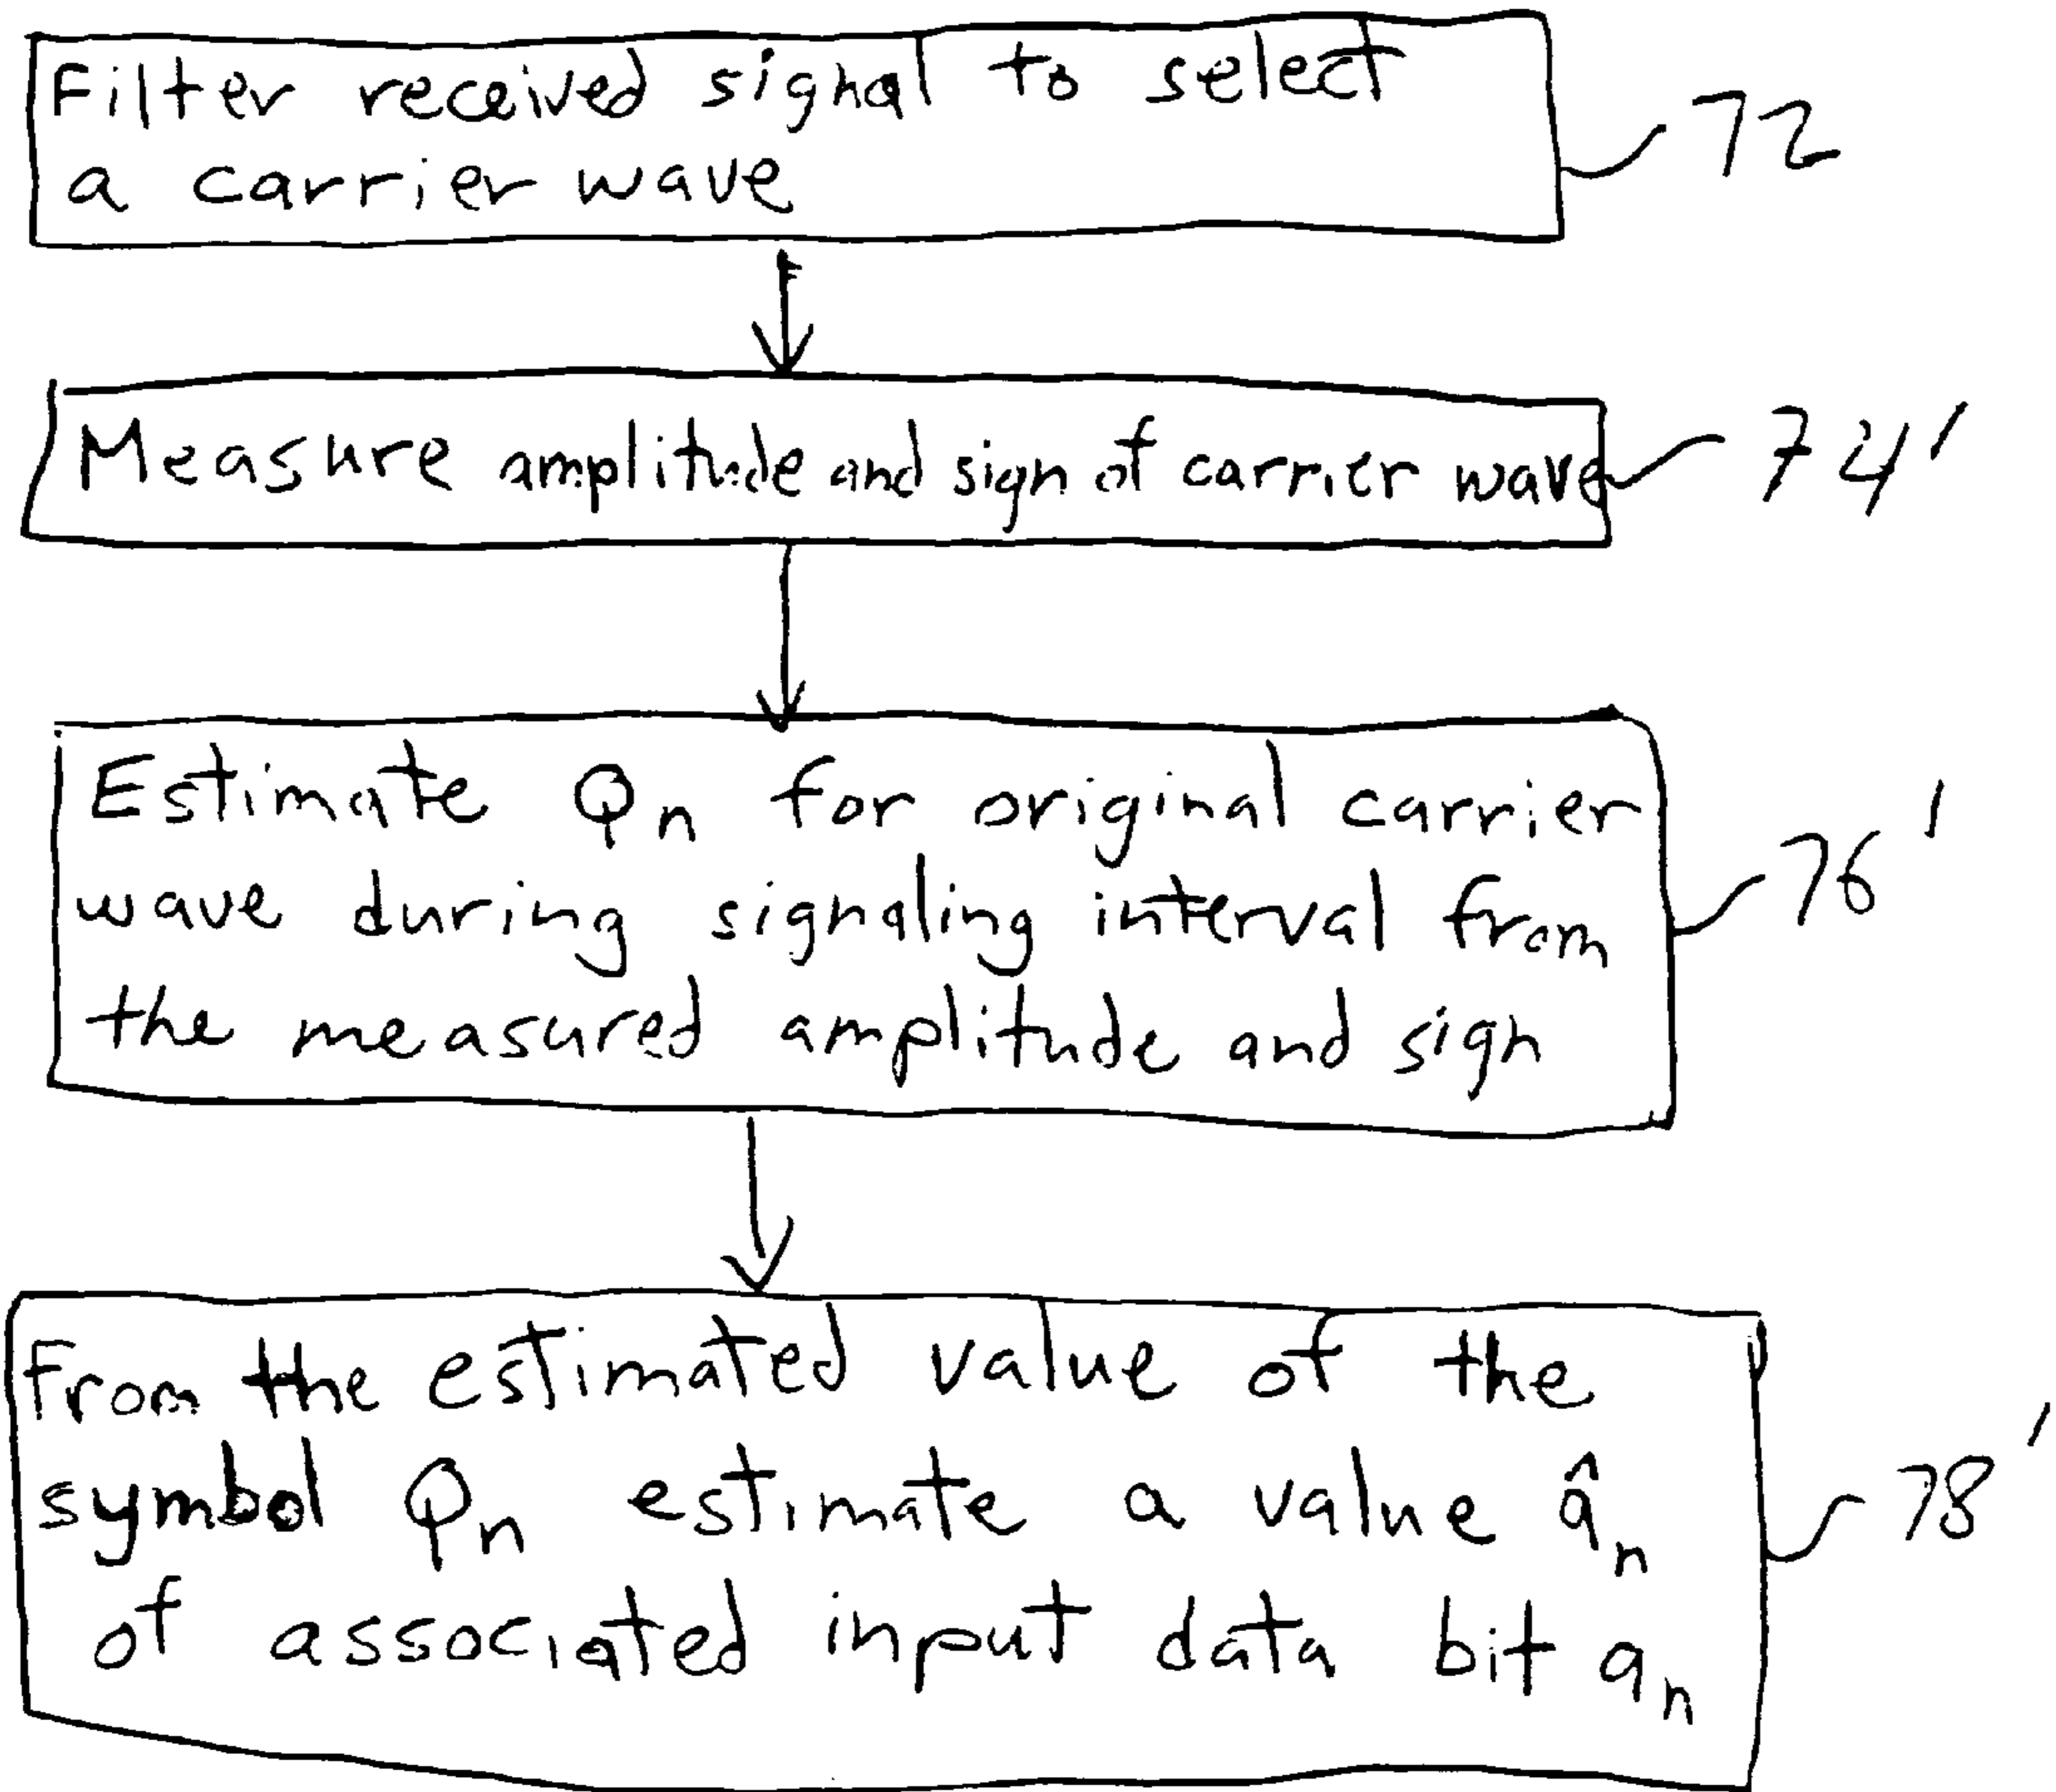 Filter received signal to select
a carrier wave
72
Measure amplitude and sign of carrier wave
74'
Estimate Qn for original carrier
wave during signaling interval from
the measured amplitude and sign
76'
From the estimated value of the
symbol Qn estimate a value ân
of associated input data bit an
78'